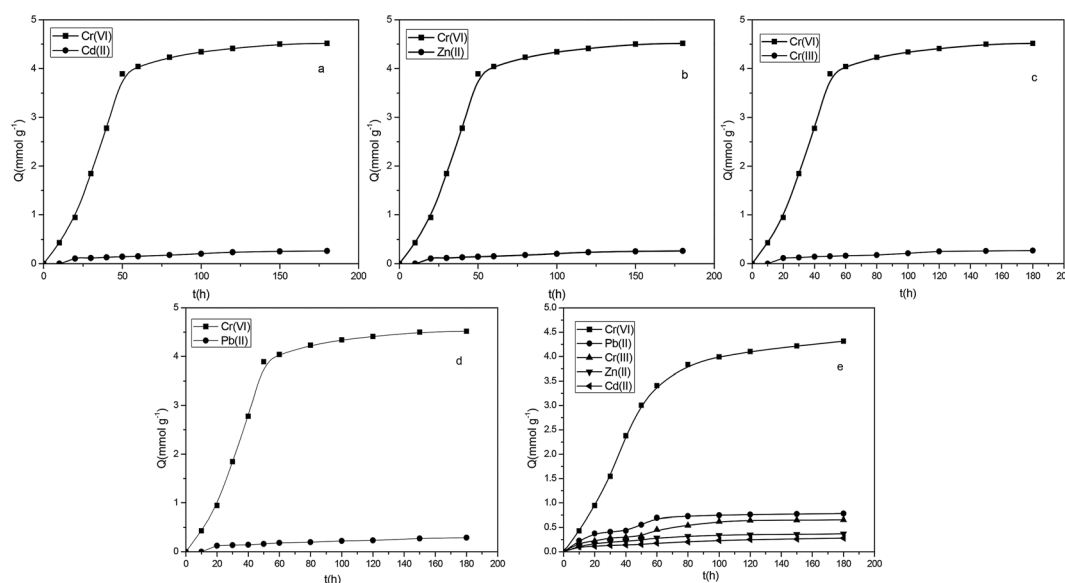 Cr(VI)
Cd(II)
a
Q(mmol g-1)
5
4
3
2
1
0
0 50 100 150 200
t(h)
Cr(VI)
Zn(II)
b
Q(mmol g-1)
5
4
3
2
1
0
0 50 100 150 200
t(h)
Cr(VI)
Cr(III)
c
Q(mmol g-1)
5
4
3
2
1
0
0 20 40 60 80 100 120 140 160 180 200
t(h)
Cr(VI)
Pb(II)
d
Q(mmol g-1)
5
4
3
2
1
0
0 20 40 60 80 100 120 140 160 180 200
t(h)
Cr(VI)
Pb(II)
Cr(III)
Zn(II)
Cd(II)
e
Q(mmol g-1)
5.0
4.5
4.0
3.5
3.0
2.5
2.0
1.5
1.0
0.5
0.0
0 20 40 60 80 100 120 140 160 180 200
t(h)